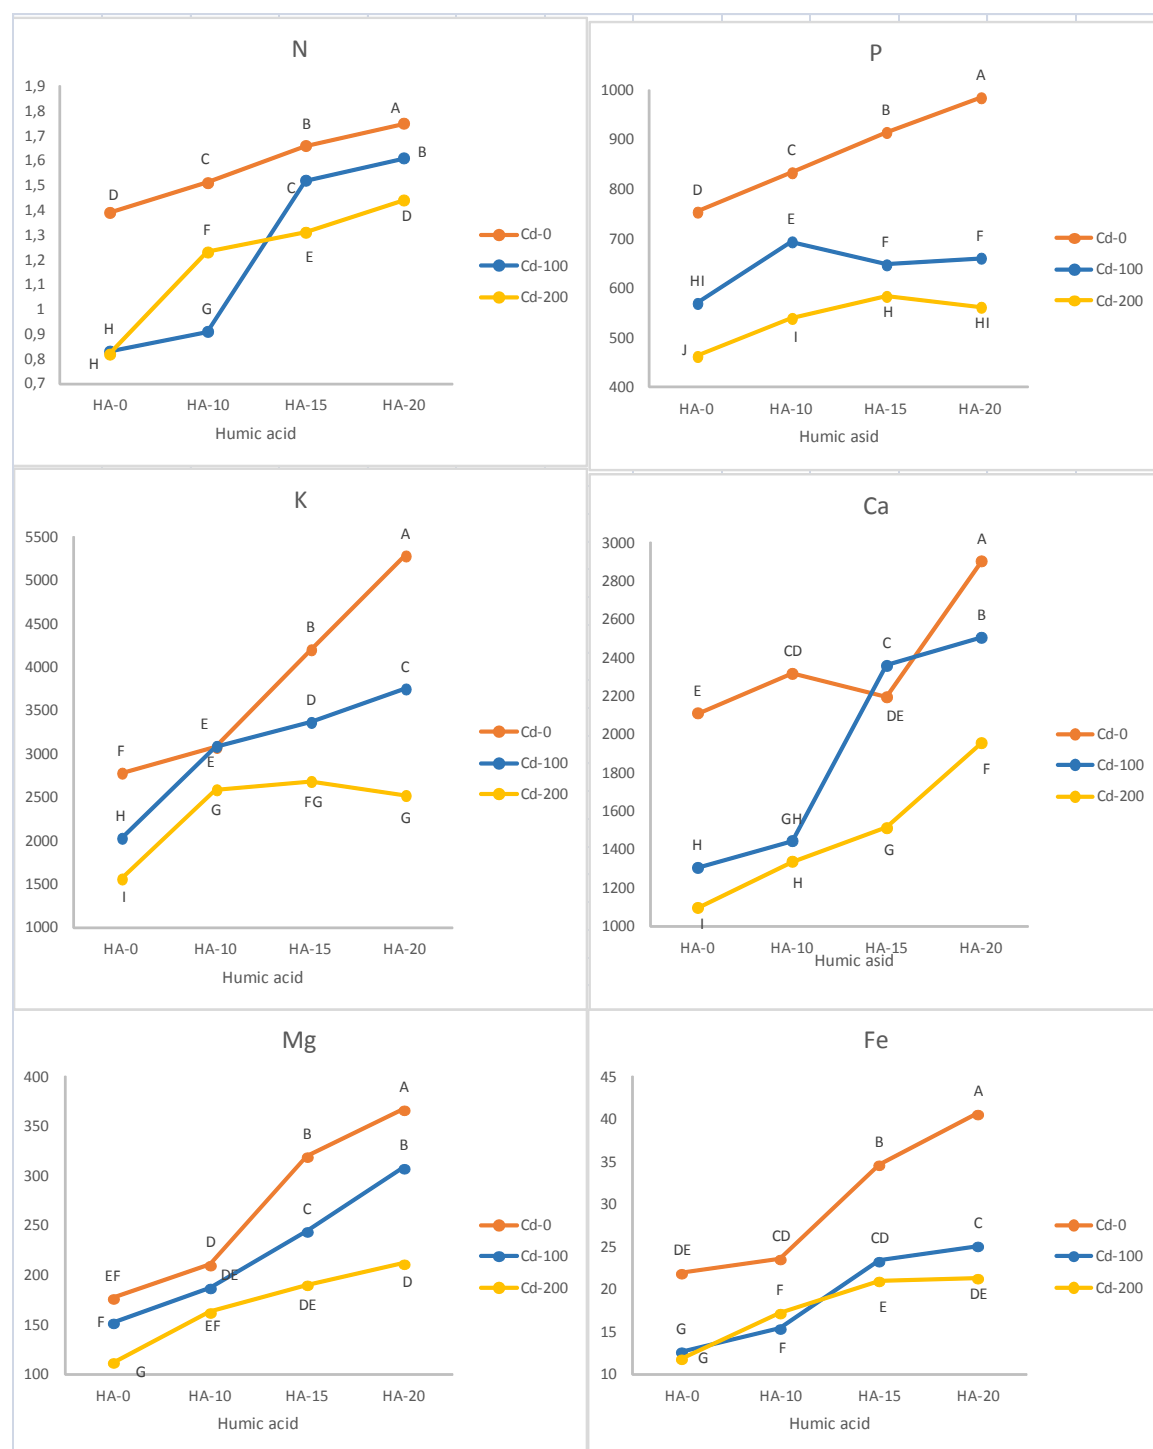 N
1,9
1,8
1,7
1,6
1,5
1,4
1,3
1,2
1,1
1
0,9
0,8
0,7
D
C
B
A
H
G
C
B
H
F
E
D
HA-0 HA-10 HA-15 HA-20
Humic acid
Cd-0
Cd-100
Cd-200
P
1000
900
800
700
600
500
400
D
C
B
A
HI
E
F
F
J
I
H
HI
HA-0 HA-10 HA-15 HA-20
Humic asid
Cd-0
Cd-100
Cd-200
K
5500
5000
4500
4000
3500
3000
2500
2000
1500
1000
F
E
B
A
H
E
D
C
I
G
FG
G
HA-0 HA-10 HA-15 HA-20
Humic acid
Cd-0
Cd-100
Cd-200
Ca
3000
2800
2600
2400
2200
2000
1800
1600
1400
1200
1000
E
CD
DE
A
H
GH
C
B
I
H
G
F
HA-0 HA-10 HA-15 HA-20
Humic asid
Cd-0
Cd-100
Cd-200
Mg
400
350
300
250
200
150
100
EF
D
B
A
F
DE
C
B
G
EF
DE
D
HA-0 HA-10 HA-15 HA-20
Humic acid
Cd-0
Cd-100
Cd-200
Fe
45
40
35
30
25
20
15
10
DE
CD
B
A
G
F
CD
C
G
F
E
DE
HA-0 HA-10 HA-15 HA-20
Humic acid
Cd-0
Cd-100
Cd-200